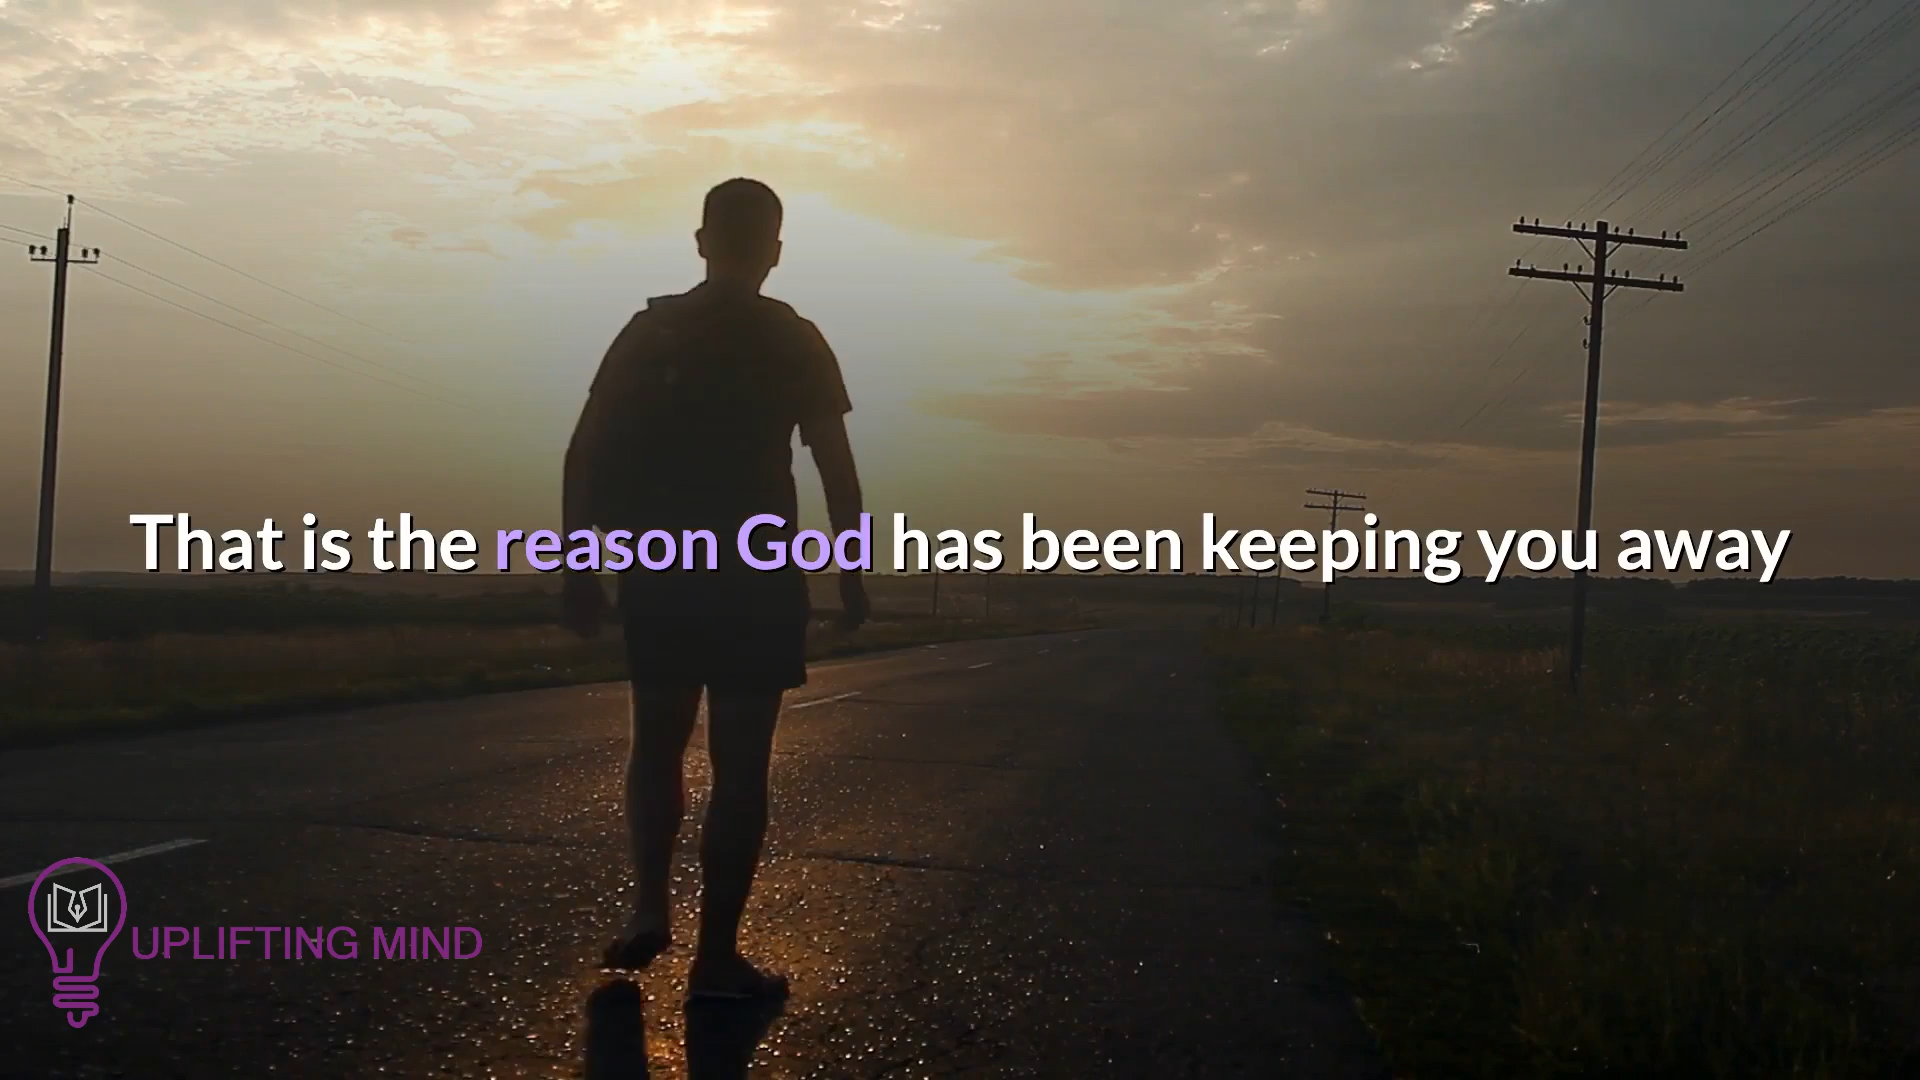 That is the reason God has been keeping you away
UPLIFTING MIND